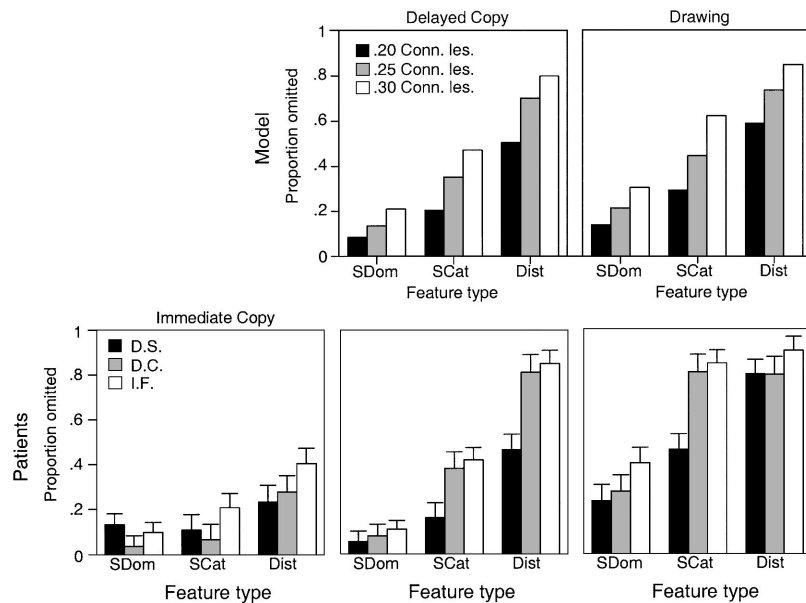 Delayed Copy
Drawing
Model
Proportion omitted
1
.8
.6
.4
.2
0
.20 Conn. les.
.25 Conn. les.
.30 Conn. les.
SDom SCat Dist
Feature type
SDom SCat Dist
Feature type
Immediate Copy
Patients
Proportion omitted
1
0.8
.4
0.2
0
D.S.
D.C.
I.F.
SDom SCat Dist
Feature type
SDom SCat Dist
Feature type
SDom SCat Dist
Feature type